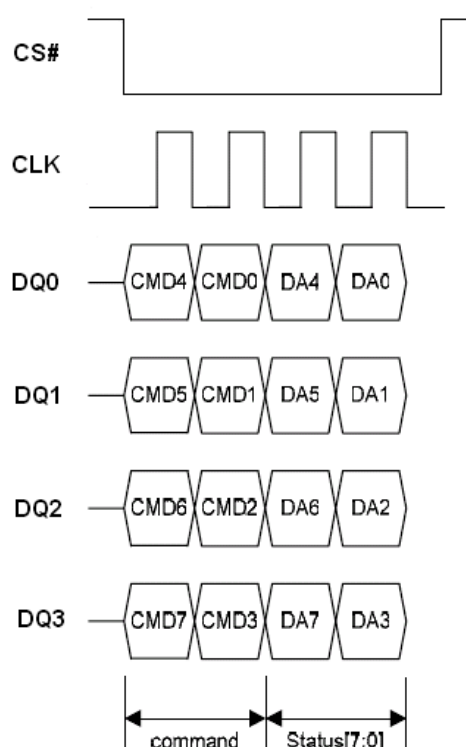 CS#
CLK
DQ0 CMD4 CMD0 DA4 DA0
DQ1 CMD5 CMD1 DA5 DA1
DQ2 CMD6 CMD2 DA6 DA2
DQ3 CMD7 CMD3 DA7 DA3
command Status[7:0]